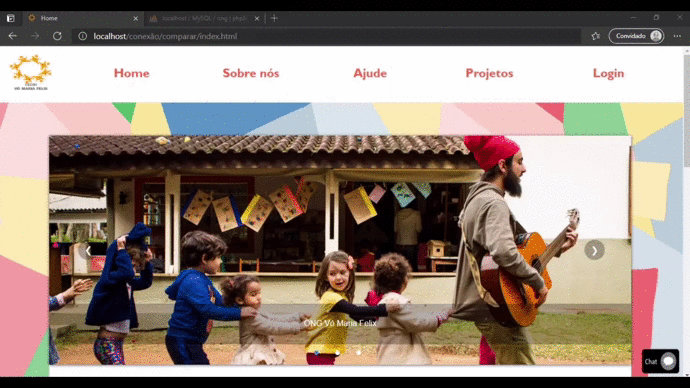 Home
localhost / MySQL / ong | php
localhost/conexão/comparar/index.html
Convidado
VÓ MARIA FELIX
Home
Sobre nós
Ajude
Projetos
Login
ONG Vó Maria Felix
Chat